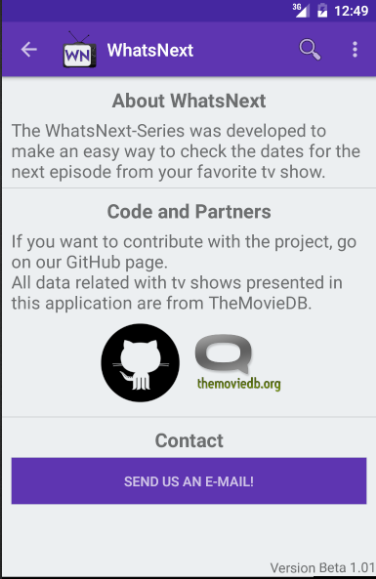 3G 12:49
WN WhatsNext
About WhatsNext
The WhatsNext-Series was developed to
make an easy way to check the dates for the
next episode from your favorite tv show.
Code and Partners
If you want to contribute with the project, go
on our GitHub page.
All data related with tv shows presented in
this application are from TheMovieDB.
themoviedb.org
Contact
SEND US AN E-MAIL!
Version Beta 1.01